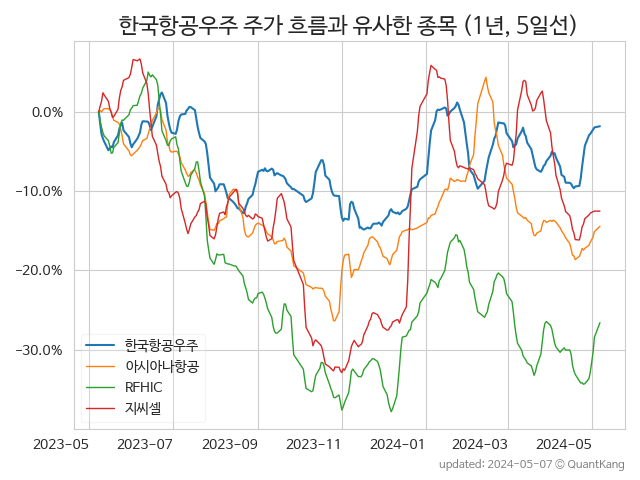 한국항공우주 주가 흐름과 유사한 종목 (1년, 5일선)
0.0%
−10.0%
−20.0%
−30.0%
한국항공우주
아시아나항공
RFHIC
지씨셀
2023-05 2023-07 2023-09 2023-11 2024-01 2024-03 2024-05
updated: 2024-05-07 © QuantKang